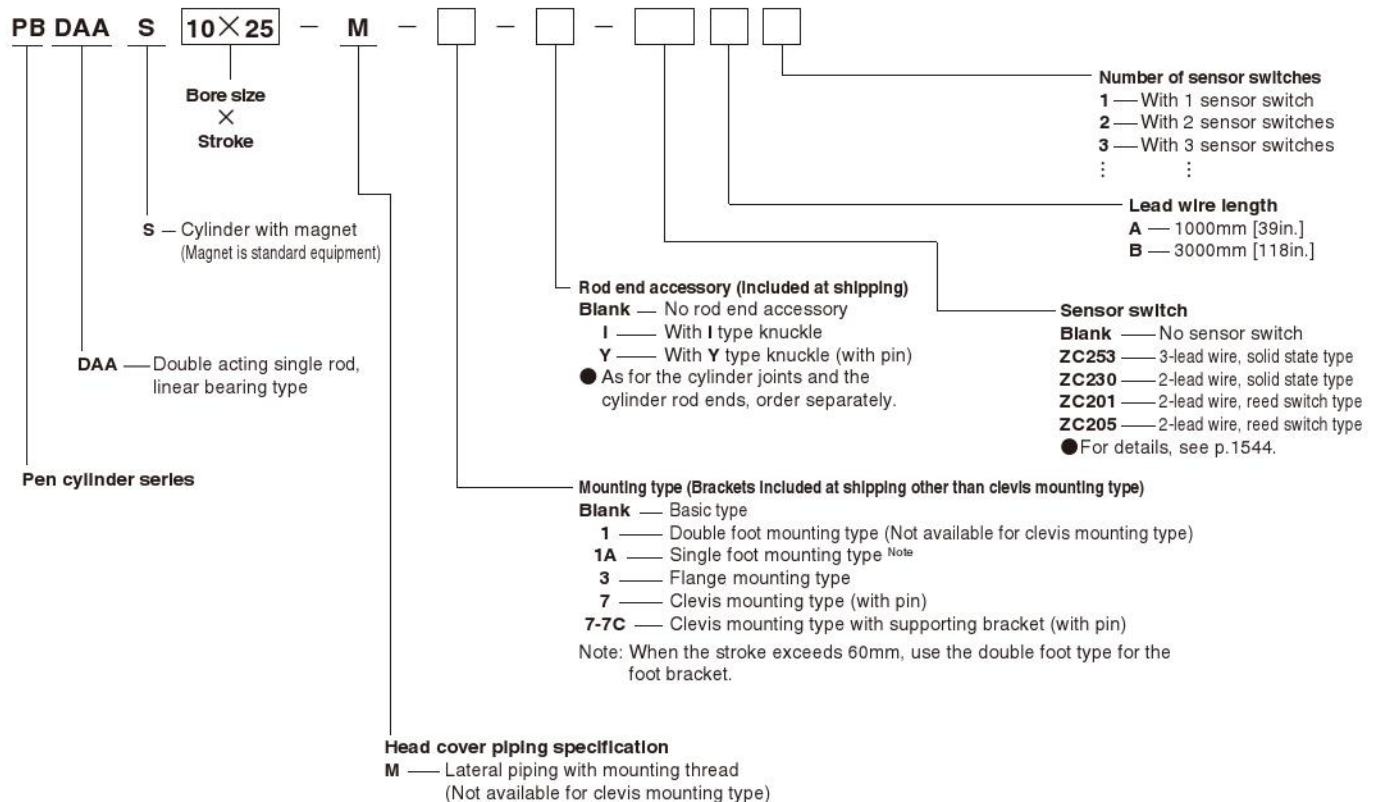 PB DAA S 10×25 — M — — —
Bore size
×
Stroke
S — Cylinder with magnet
(Magnet is standard equipment)
DAA — Double acting single rod,
linear bearing type
Pen cylinder series
Number of sensor switches
1 — With 1 sensor switch
2 — With 2 sensor switches
3 — With 3 sensor switches
⋮ ⋮
Lead wire length
A — 1000mm [39in.]
B — 3000mm [118in.]
Rod end accessory (Included at shipping)
Blank — No rod end accessory
I — With I type knuckle
Y — With Y type knuckle (with pin)
● As for the cylinder joints and the
cylinder rod ends, order separately.
Sensor switch
Blank — No sensor switch
ZC253 — 3-lead wire, solid state type
ZC230 — 2-lead wire, solid state type
ZC201 — 2-lead wire, reed switch type
ZC205 — 2-lead wire, reed switch type
●For details, see p.1544.
Mounting type (Brackets included at shipping other than clevis mounting type)
Blank — Basic type
1 — Double foot mounting type (Not available for clevis mounting type)
1A — Single foot mounting type Note
3 — Flange mounting type
7 — Clevis mounting type (with pin)
7-7C — Clevis mounting type with supporting bracket (with pin)
Note: When the stroke exceeds 60mm, use the double foot type for the
foot bracket.
Head cover piping specification
M — Lateral piping with mounting thread
(Not available for clevis mounting type)